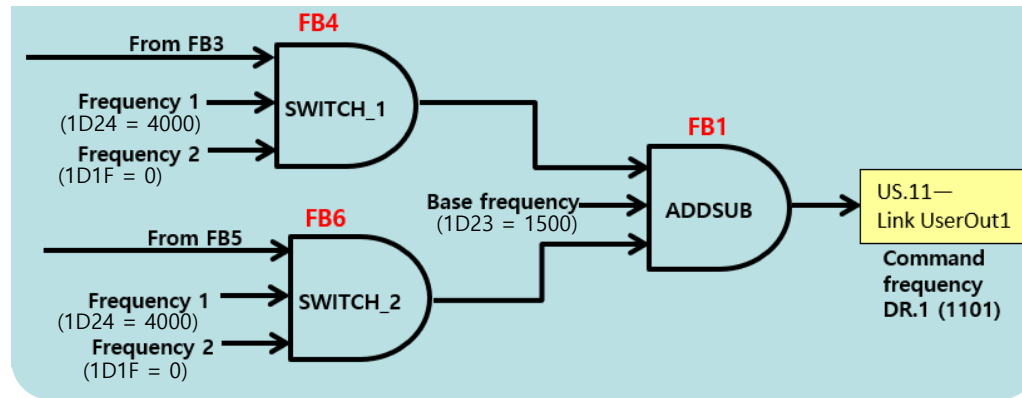 FB4
From FB3
Frequency 1
(1D24 = 4000)
SWITCH_1
Frequency 2
(1D1F = 0)
FB1
Base frequency
(1D23 = 1500)
ADDSUB
US.11—
Link UserOut1
Command
frequency
DR.1 (1101)
FB6
From FB5
Frequency 1
(1D24 = 4000)
SWITCH_2
Frequency 2
(1D1F = 0)